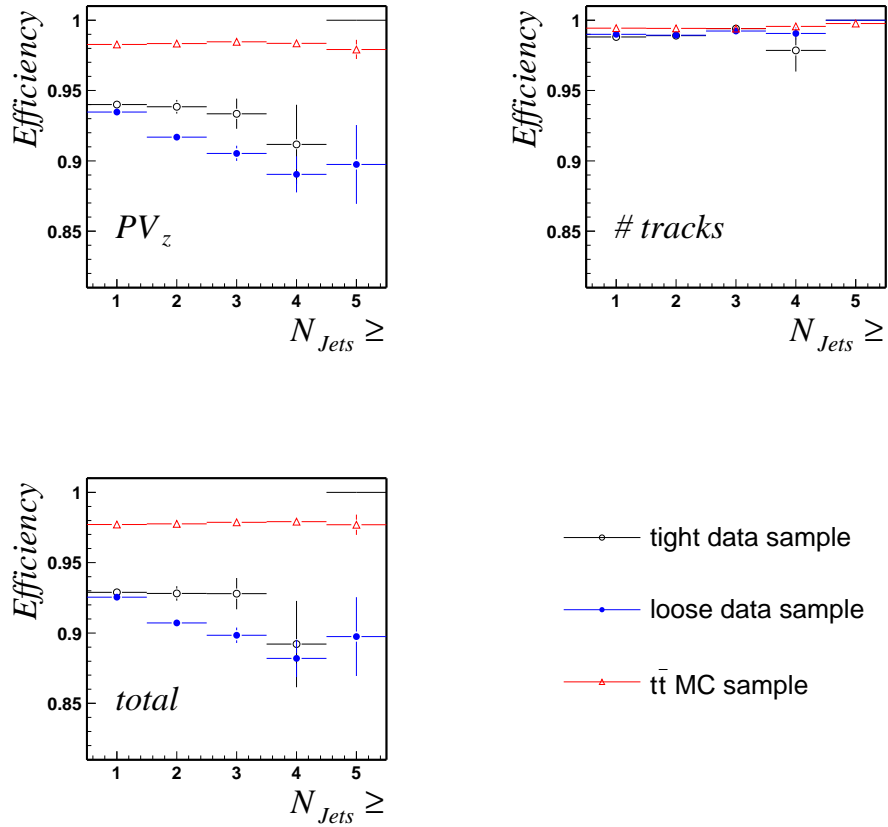 Efficiency
1
0.95
0.9
0.85
PV_z
1 2 3 4 5
N_Jets ≥
Efficiency
1
0.95
0.9
0.85
# tracks
1 2 3 4 5
N_Jets ≥
Efficiency
1
0.95
0.9
0.85
total
1 2 3 4 5
N_Jets ≥
tight data sample
loose data sample
tt̄ MC sample